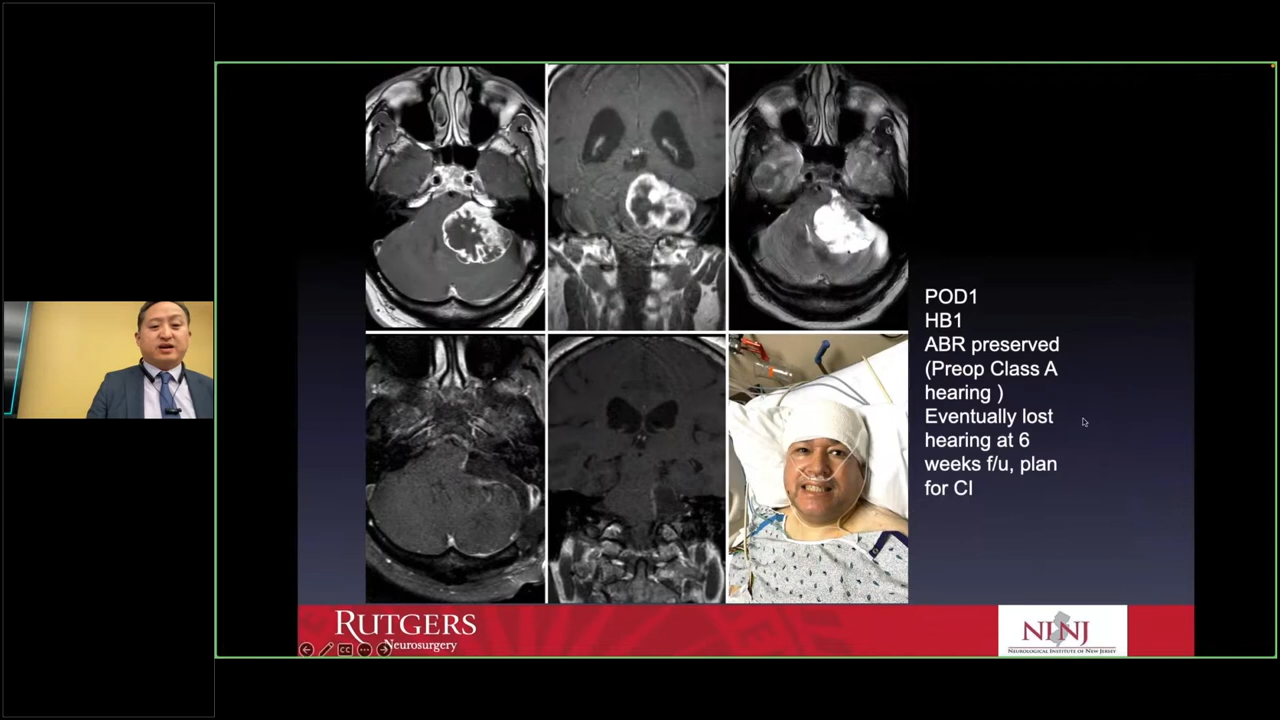 POD1
HB1
ABR preserved
(Preop Class A
hearing )
Eventually lost
hearing at 6
weeks f/u, plan
for CI
RUTGERS
Neurosurgery
CC
NINJ
NEUROLOGICAL INSTITUTE OF NEW JERSEY